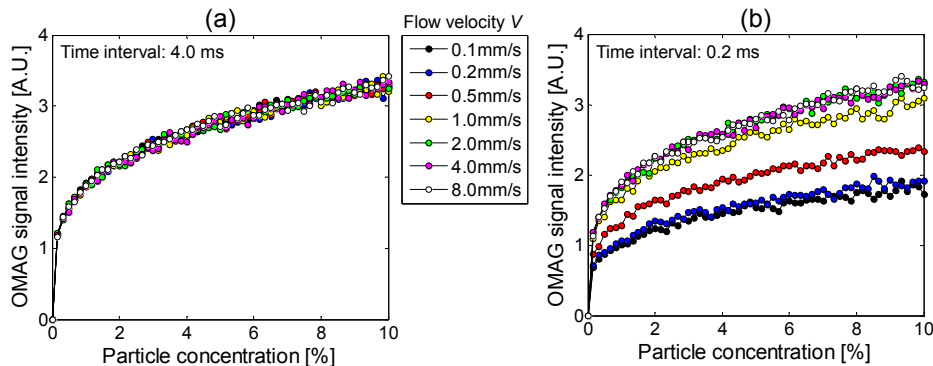 (a)
Time interval: 4.0 ms
OMAG signal intensity [A.U.]
4
3
2
1
0
0 2 4 6 8 10
Particle concentration [%]
Flow velocity V
0.1mm/s
0.2mm/s
0.5mm/s
1.0mm/s
2.0mm/s
4.0mm/s
8.0mm/s
(b)
Time interval: 0.2 ms
OMAG signal intensity [A.U.]
4
3
2
1
0
0 2 4 6 8 10
Particle concentration [%]